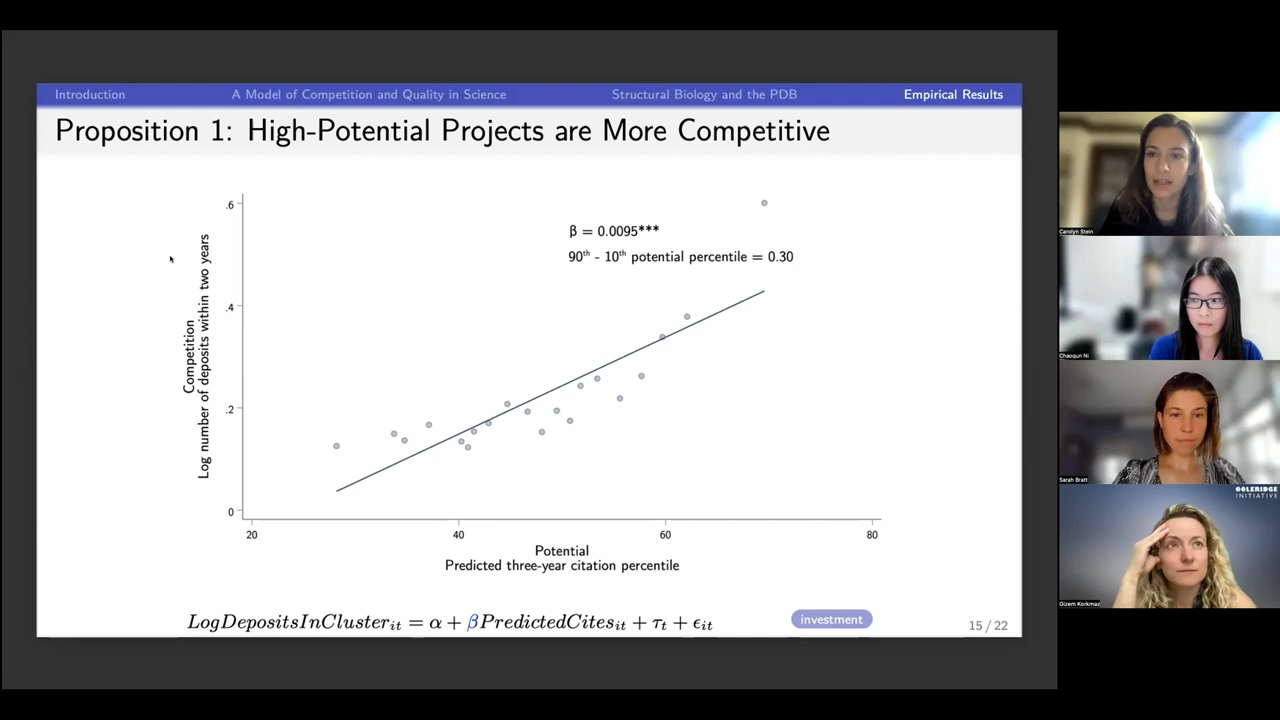 Introduction
A Model of Competition and Quality in Science
Structural Biology and the PDB
Empirical Results
Proposition 1: High-Potential Projects are More Competitive
Competition
Log number of deposits within two years
.6
.4
.2
0
β = 0.0095***
90th - 10th potential percentile = 0.30
20
40
60
80
Potential
Predicted three-year citation percentile
LogDepositsInCluster_it = α + βPredictedCites_it + τ_t + ϵ_it
investment
15 / 22
Carolyn Stein
Chaoqun Ni
Sarah Bratt
COLERIDGE
INITIATIVE
Gizem Korkmaz